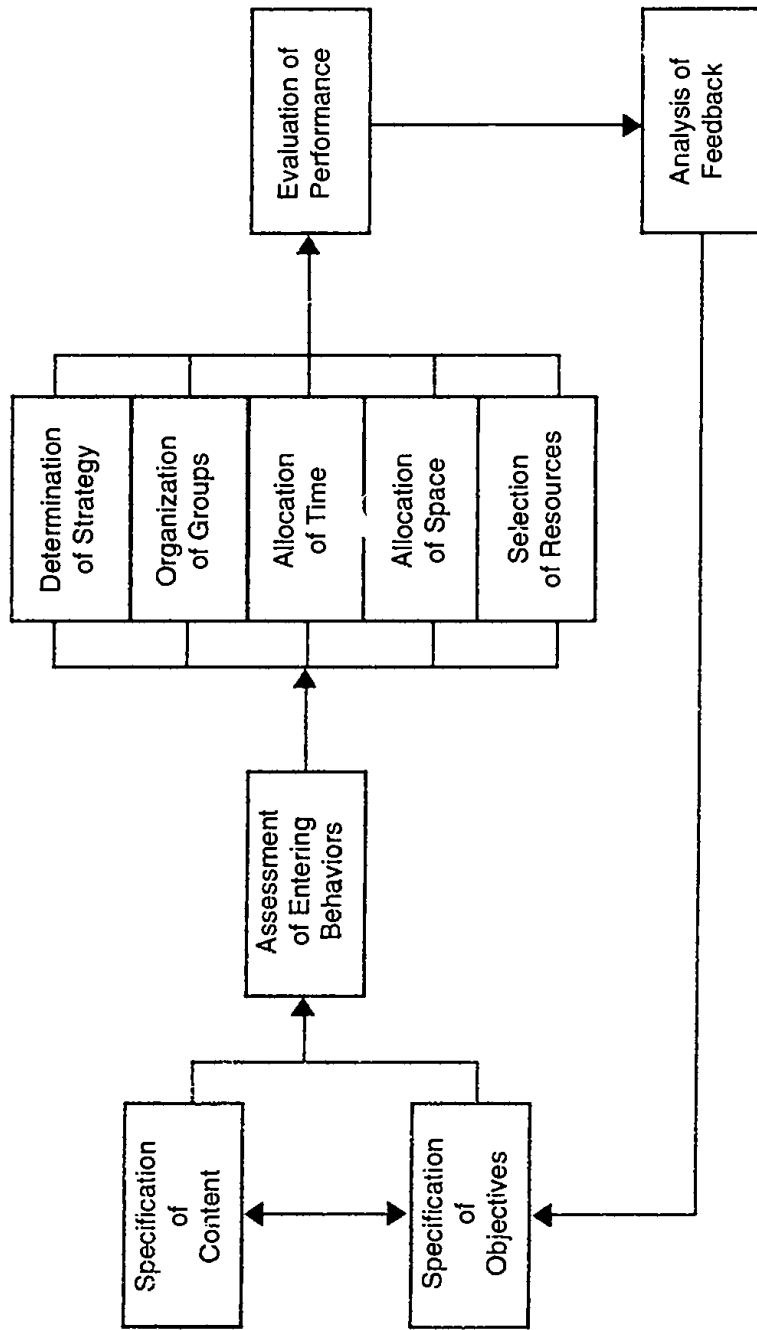 Specification
of
Content
Specification
of
Objectives
Assessment
of Entering
Behaviors
Determination
of Strategy
Organization
of Groups
Allocation
of Time
Allocation
of Space
Selection
of Resources
Evaluation of
Performance
Analysis of
Feedback